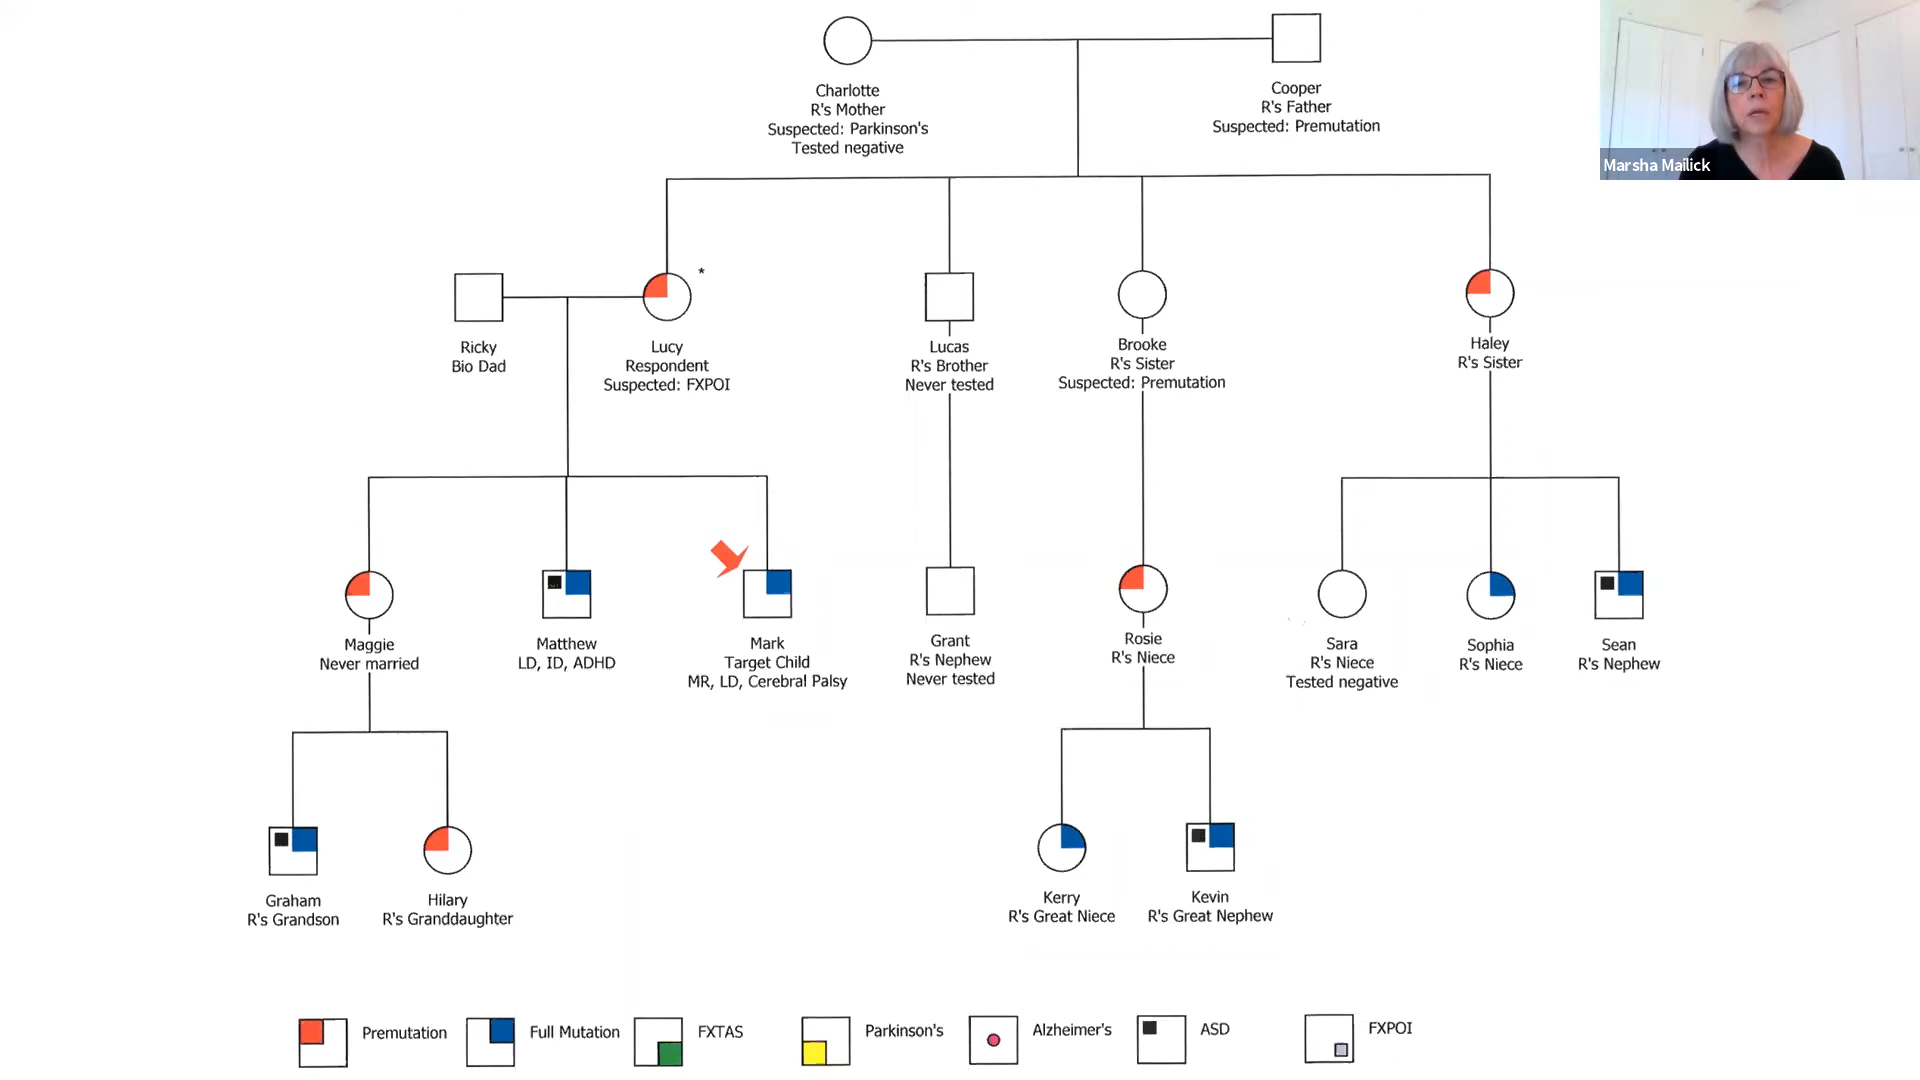 Marsha Mailick
Charlotte
R's Mother
Suspected: Parkinson's
Tested negative
Cooper
R's Father
Suspected: Premutation
*
Ricky
Bio Dad
Lucy
Respondent
Suspected: FXPOI
Lucas
R's Brother
Never tested
Brooke
R's Sister
Suspected: Premutation
Haley
R's Sister
Maggie
Never married
Matthew
LD, ID, ADHD
Mark
Target Child
MR, LD, Cerebral Palsy
Grant
R's Nephew
Never tested
Rosie
R's Niece
Sara
R's Niece
Tested negative
Sophia
R's Niece
Sean
R's Nephew
Graham
R's Grandson
Hilary
R's Granddaughter
Kerry
R's Great Niece
Kevin
R's Great Nephew
Premutation
Full Mutation
FXTAS
Parkinson's
Alzheimer's
ASD
FXPOI